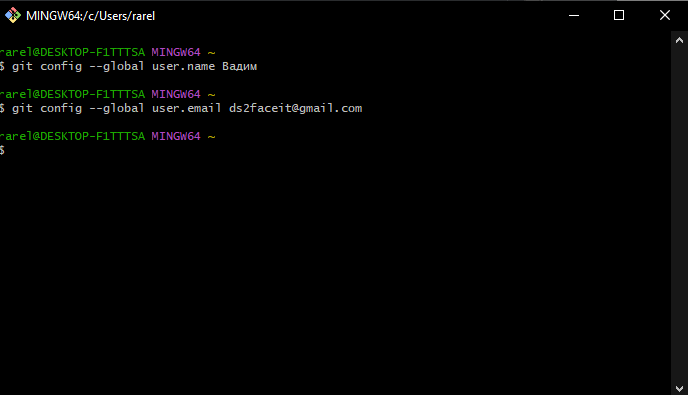 MINGW64:/c/Users/rarel
rarel@DESKTOP-F1TTTSA MINGW64 ~
$ git config --global user.name Вадим
rarel@DESKTOP-F1TTTSA MINGW64 ~
$ git config --global user.email ds2faceit@gmail.com
rarel@DESKTOP-F1TTTSA MINGW64 ~
$